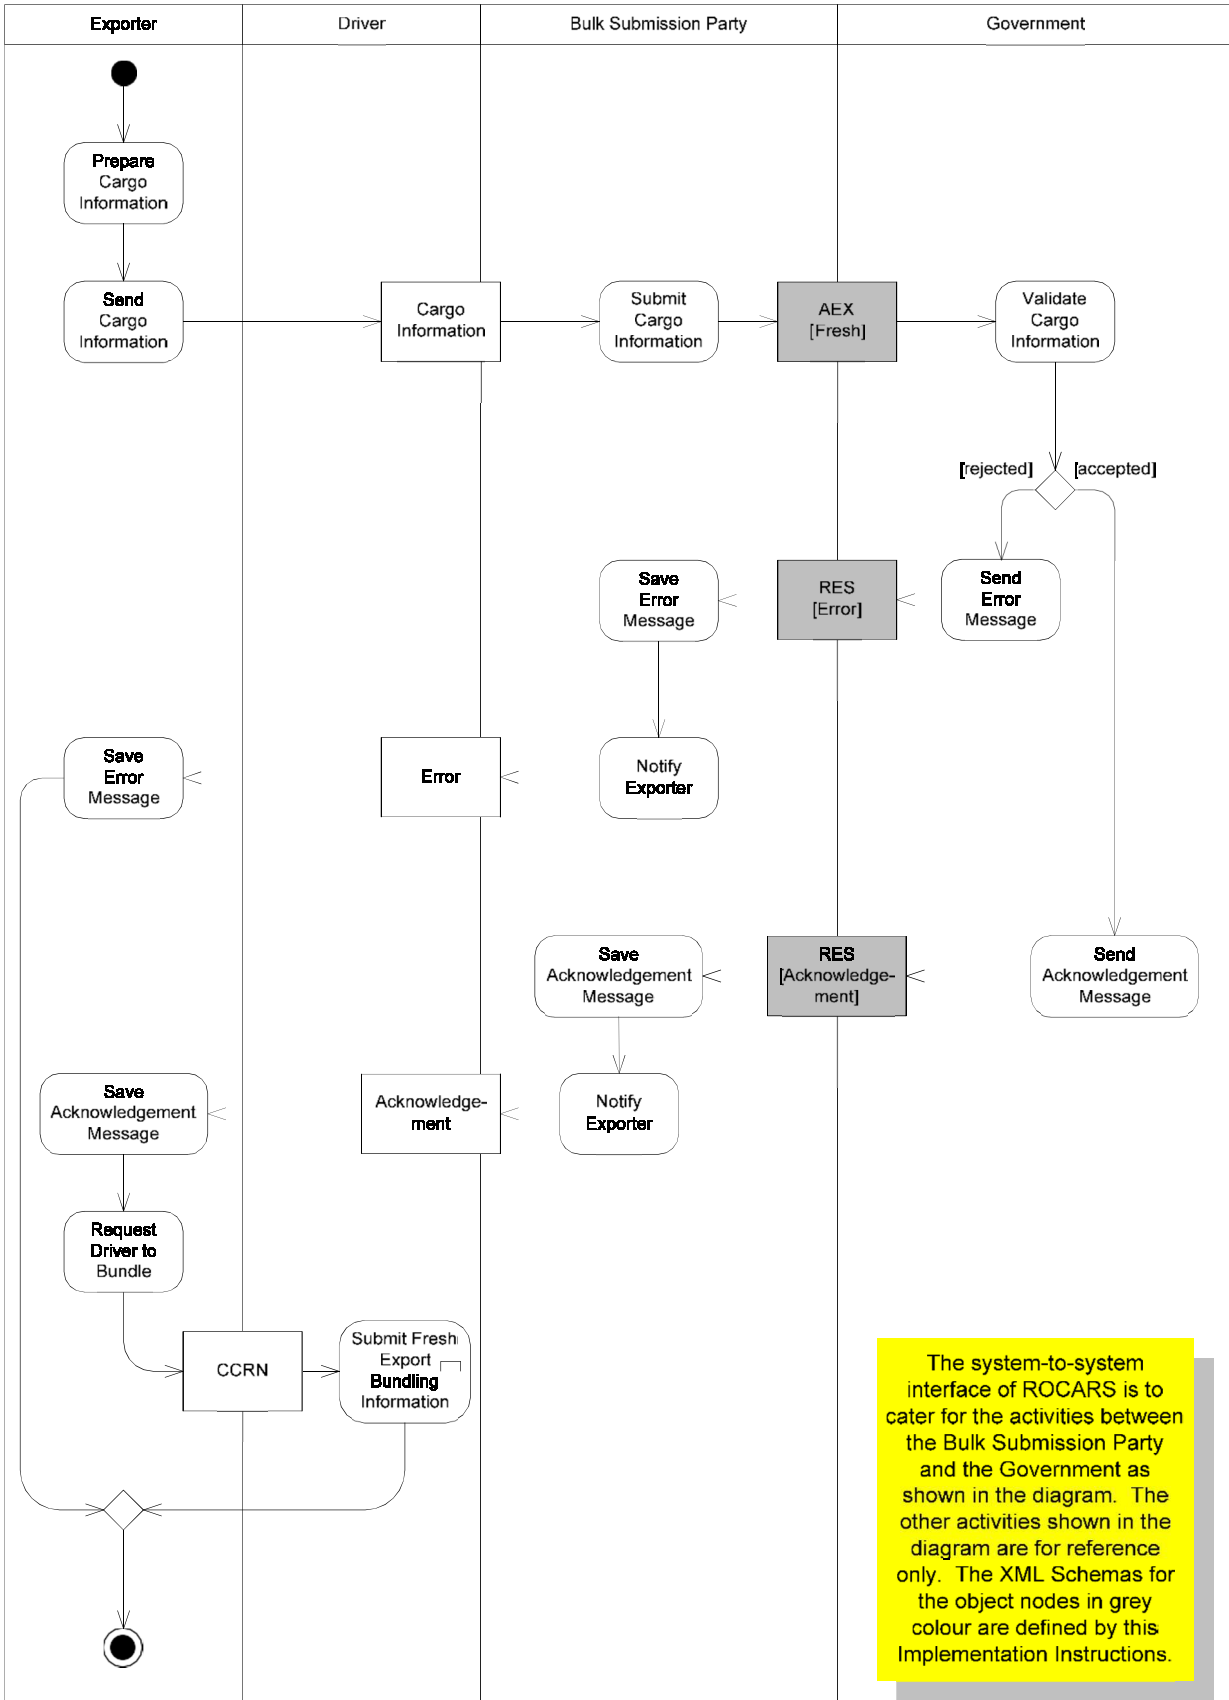 Exporter
Driver
Bulk Submission Party
Government
Prepare
Cargo
Information
Send
Cargo
Information
Cargo
Information
Submit
Cargo
Information
AEX
[Fresh]
Validate
Cargo
Information
[rejected]
[accepted]
Save
Error
Message
RES
[Error]
Send
Error
Message
Save
Error
Message
Error
Notify
Exporter
Save
Acknowledgement
Message
RES
[Acknowledge-
ment]
Send
Acknowledgement
Message
Save
Acknowledgement
Message
Acknowledge-
ment
Notify
Exporter
Request
Driver to
Bundle
CCRN
Submit Fresh
Export
Bundling
Information
The system-to-system
interface of ROCARS is to
cater for the activities between
the Bulk Submission Party
and the Government as
shown in the diagram.  The
other activities shown in the
diagram are for reference
only.  The XML Schemas for
the object nodes in grey
colour are defined by this
Implementation Instructions.